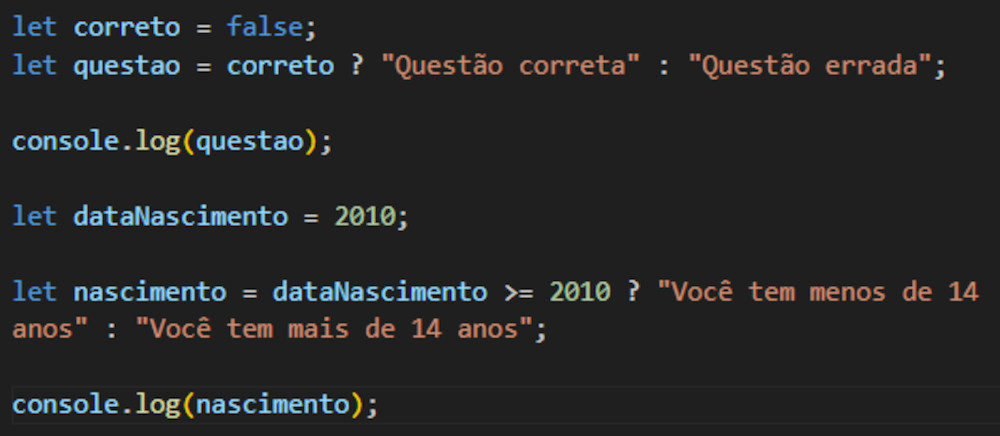 let correto = false;
let questao = correto ? "Questão correta" : "Questão errada";
console.log(questao);
let dataNascimento = 2010;
let nascimento = dataNascimento >= 2010 ? "Você tem menos de 14
anos" : "Você tem mais de 14 anos";
console.log(nascimento);